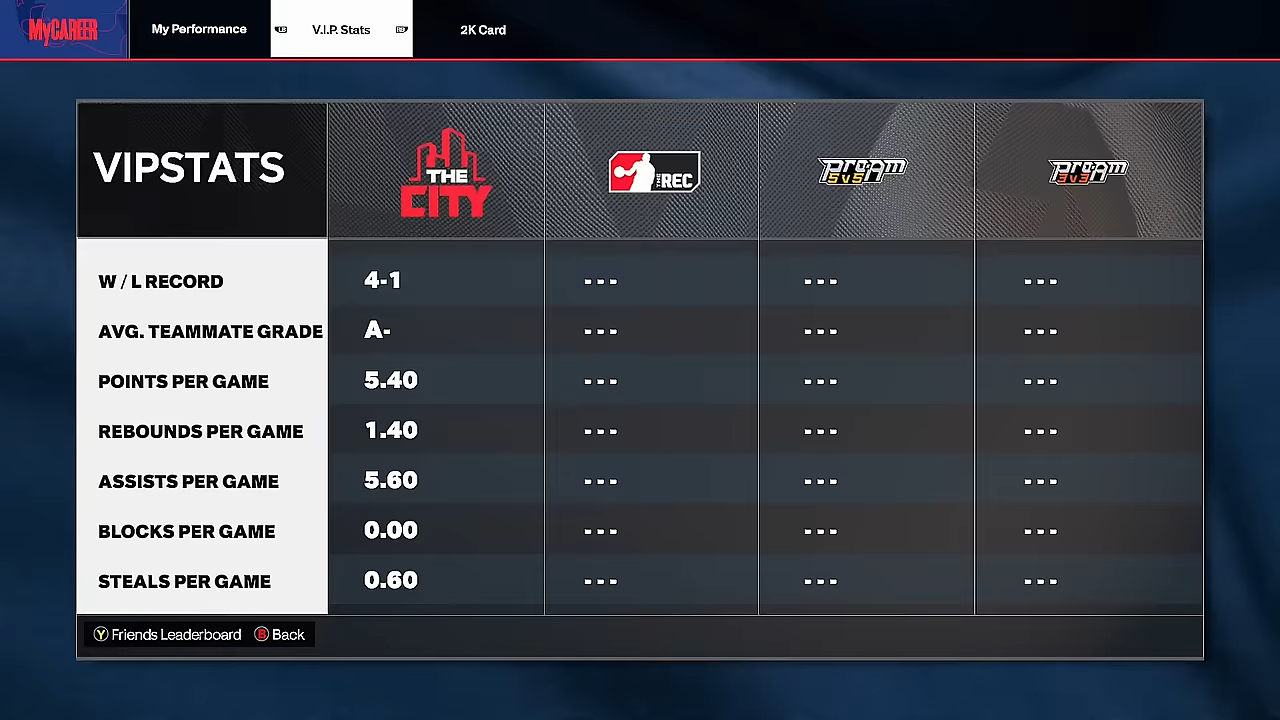 MyCAREER
My Performance
LB
V.I.P. Stats
RB
2K Card
VIPSTATS
THE
CITY
THE REC
PRO AM
5v5
PRO AM
3v3
W / L RECORD
4-1
---
---
---
AVG. TEAMMATE GRADE
A-
---
---
---
POINTS PER GAME
5.40
---
---
---
REBOUNDS PER GAME
1.40
---
---
---
ASSISTS PER GAME
5.60
---
---
---
BLOCKS PER GAME
0.00
---
---
---
STEALS PER GAME
0.60
---
---
---
Y Friends Leaderboard
B Back